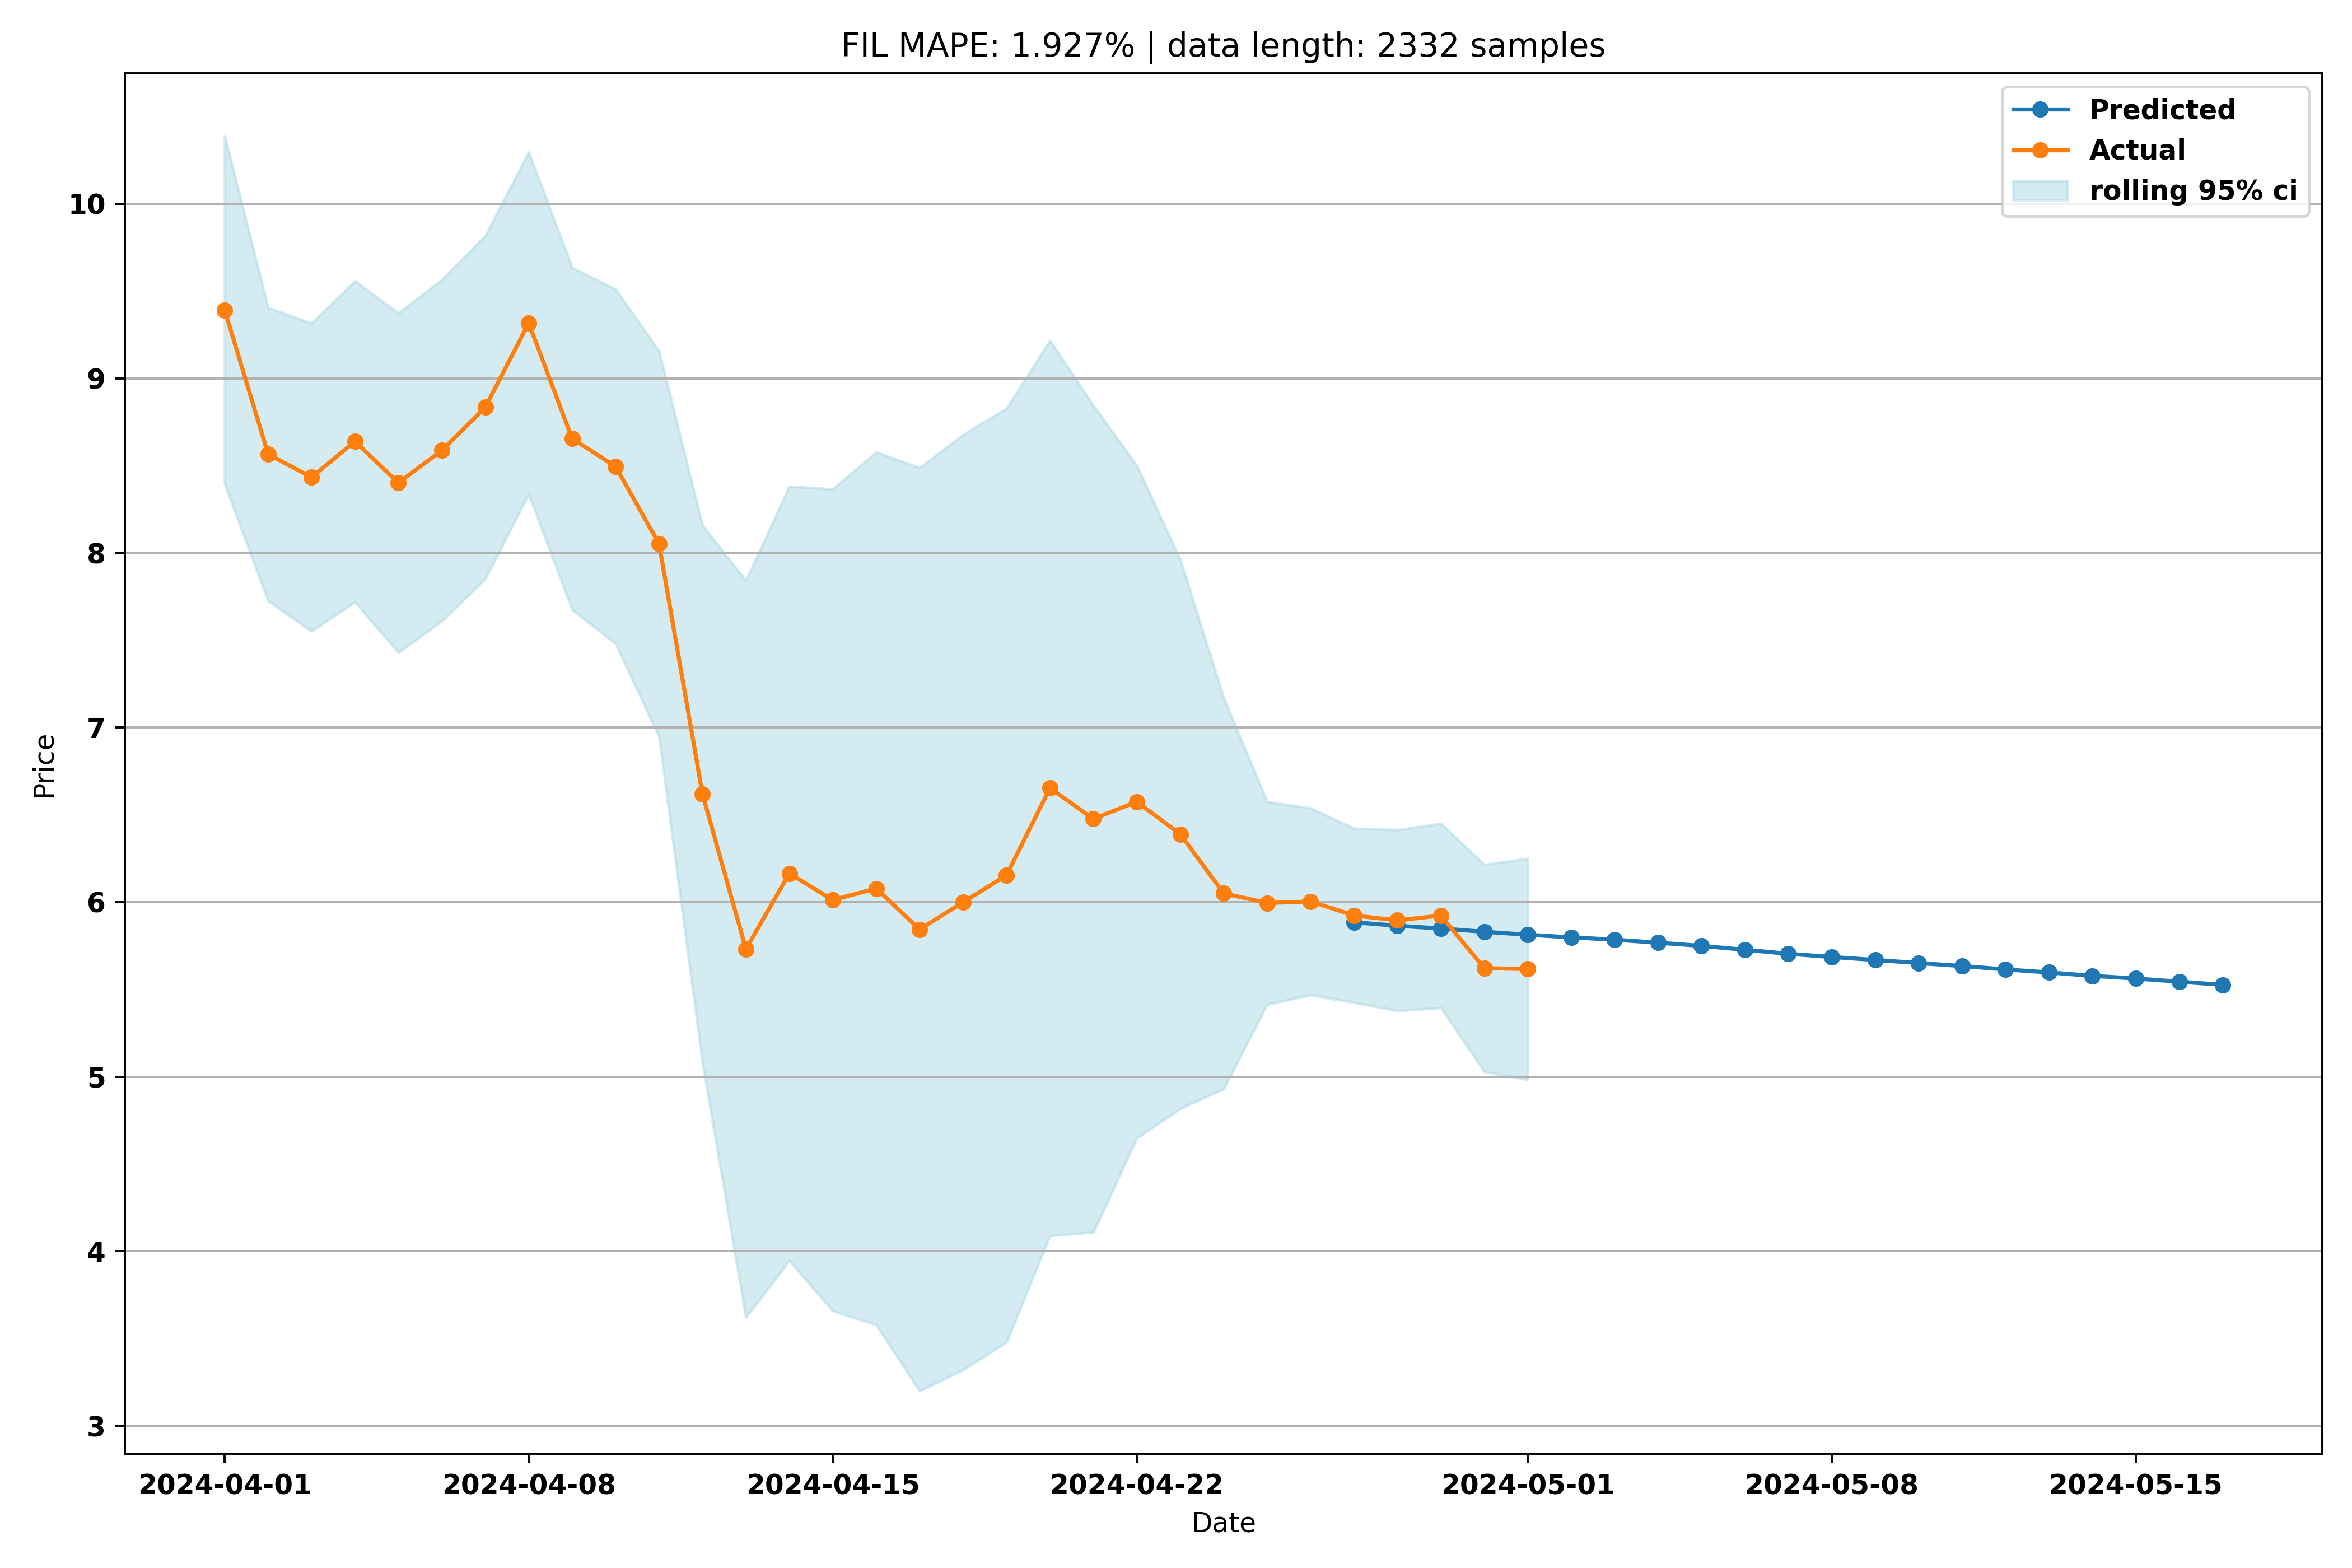 FIL MAPE: 1.927% | data length: 2332 samples
Predicted
Actual
rolling 95% ci
10
9
8
7
6
5
4
3
Price
2024-04-01
2024-04-08
2024-04-15
2024-04-22
2024-05-01
2024-05-08
2024-05-15
Date